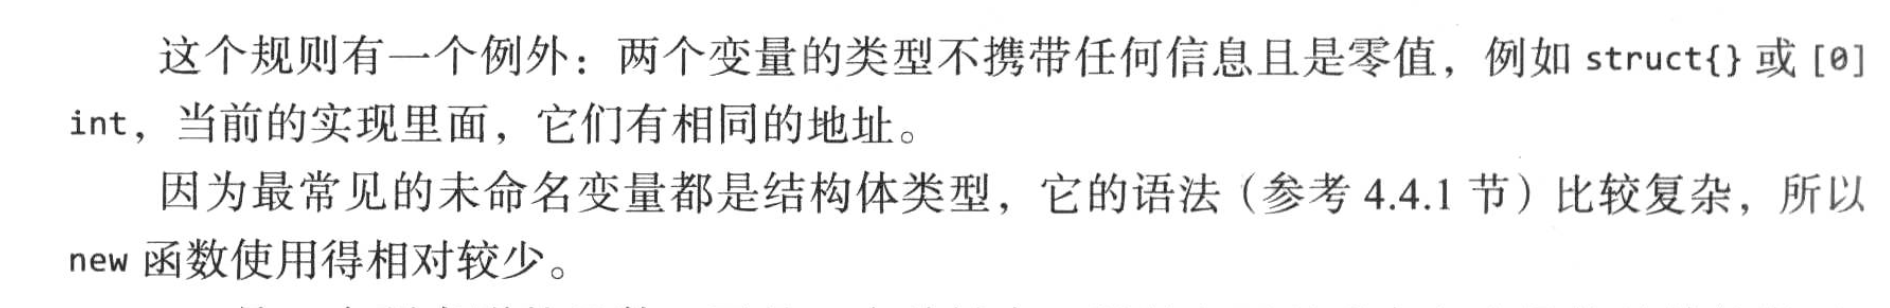 这个规则有一个例外：两个变量的类型不携带任何信息且是零值，例如 struct{} 或 [0]
int，当前的实现里面，它们有相同的地址。
因为最常见的未命名变量都是结构体类型，它的语法（参考 4.4.1 节）比较复杂，所以
new 函数使用得相对较少。